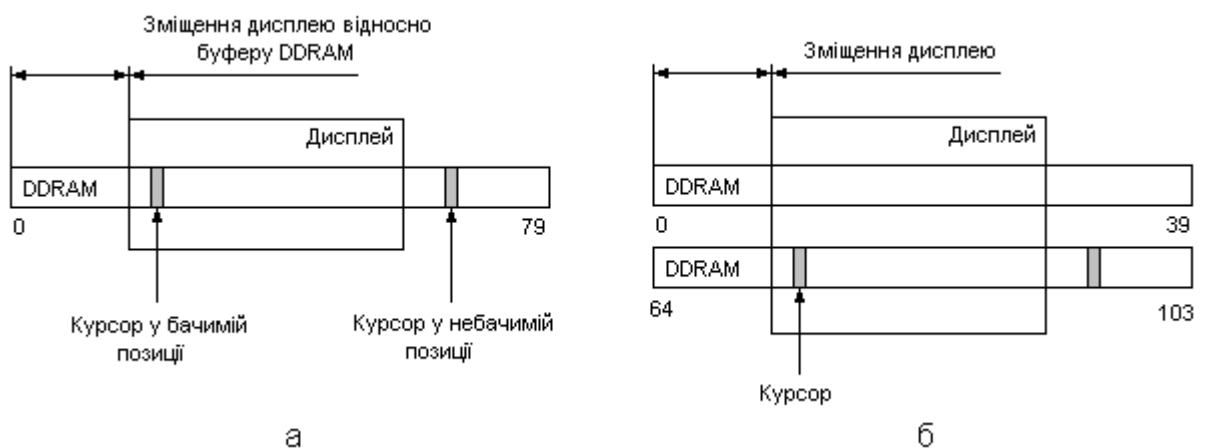 Зміщення дисплею відносно
буферу DDRAM
Дисплей
DDRAM
0
79
Курсор у бачимій
позиції
Курсор у небачимій
позиції
а
Зміщення дисплею
Дисплей
DDRAM
0
39
DDRAM
64
103
Курсор
б